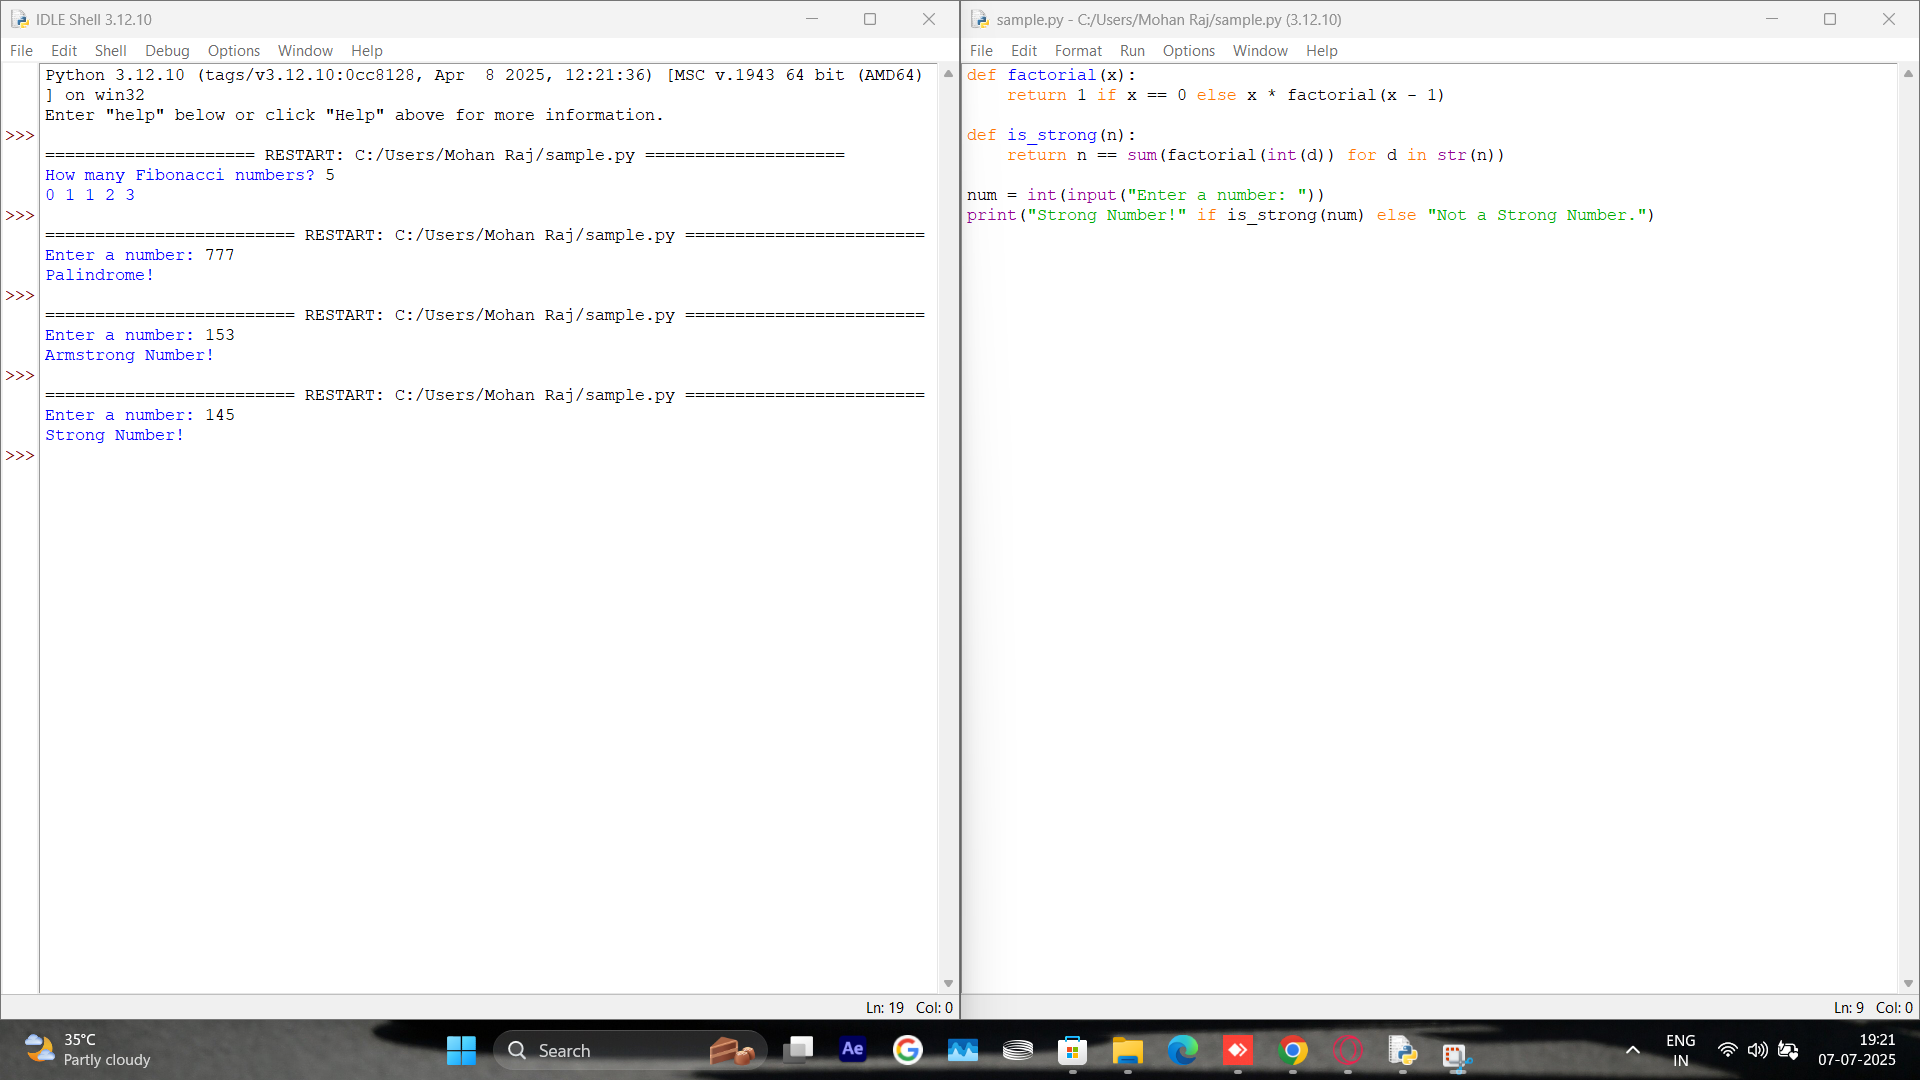 IDLE Shell 3.12.10
File Edit Shell Debug Options Window Help
Python 3.12.10 (tags/v3.12.10:0cc8128, Apr  8 2025, 12:21:36) [MSC v.1943 64 bit (AMD64)
] on win32
Enter "help" below or click "Help" above for more information.
>>>
===================== RESTART: C:/Users/Mohan Raj/sample.py ====================
How many Fibonacci numbers? 5
0 1 1 2 3
>>>
========================= RESTART: C:/Users/Mohan Raj/sample.py ========================
Enter a number: 777
Palindrome!
>>>
========================= RESTART: C:/Users/Mohan Raj/sample.py ========================
Enter a number: 153
Armstrong Number!
>>>
========================= RESTART: C:/Users/Mohan Raj/sample.py ========================
Enter a number: 145
Strong Number!
>>>
Ln: 19 Col: 0
sample.py - C:/Users/Mohan Raj/sample.py (3.12.10)
File Edit Format Run Options Window Help
def factorial(x):
    return 1 if x == 0 else x * factorial(x - 1)
def is_strong(n):
    return n == sum(factorial(int(d)) for d in str(n))
num = int(input("Enter a number: "))
print("Strong Number!" if is_strong(num) else "Not a Strong Number.")
Ln: 9 Col: 0
35°C
Partly cloudy
Search
Ae
ENG
IN
19:21
07-07-2025